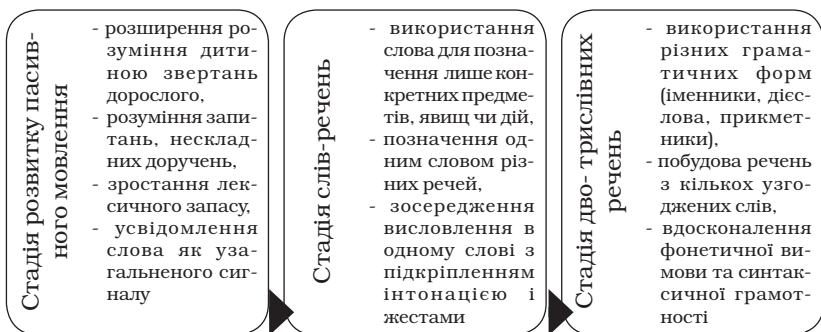 Стадія розвитку пасив-
ного мовлення
- розширення ро-
зуміння дити-
ною звертань
дорослого,
- розуміння запи-
тань, нескла­д-
них доручень,
- зростання лек-
сичного запасу,
- усвідомлення
слова як уза-
гальненого сиг-
налу
Стадія слів-речень
- використання
слова для позна-
чення лише кон-
кретних предме-
тів, явищ чи дій,
- позначення од-
ним словом різ-
них речей,
- зосередження
висловлення в
одному слові з
підкріпленням
інтонацією і
жестами
Стадія дво- трислівних
речень
- використання
різних грама-
тичних форм
(іменники, дієс-
лова, прикмет-
ники),
- побудова речень
з кількох узго-
джених слів,
- вдосконалення
фонетичної ви-
мови та синтак-
сичної грамот-
ності